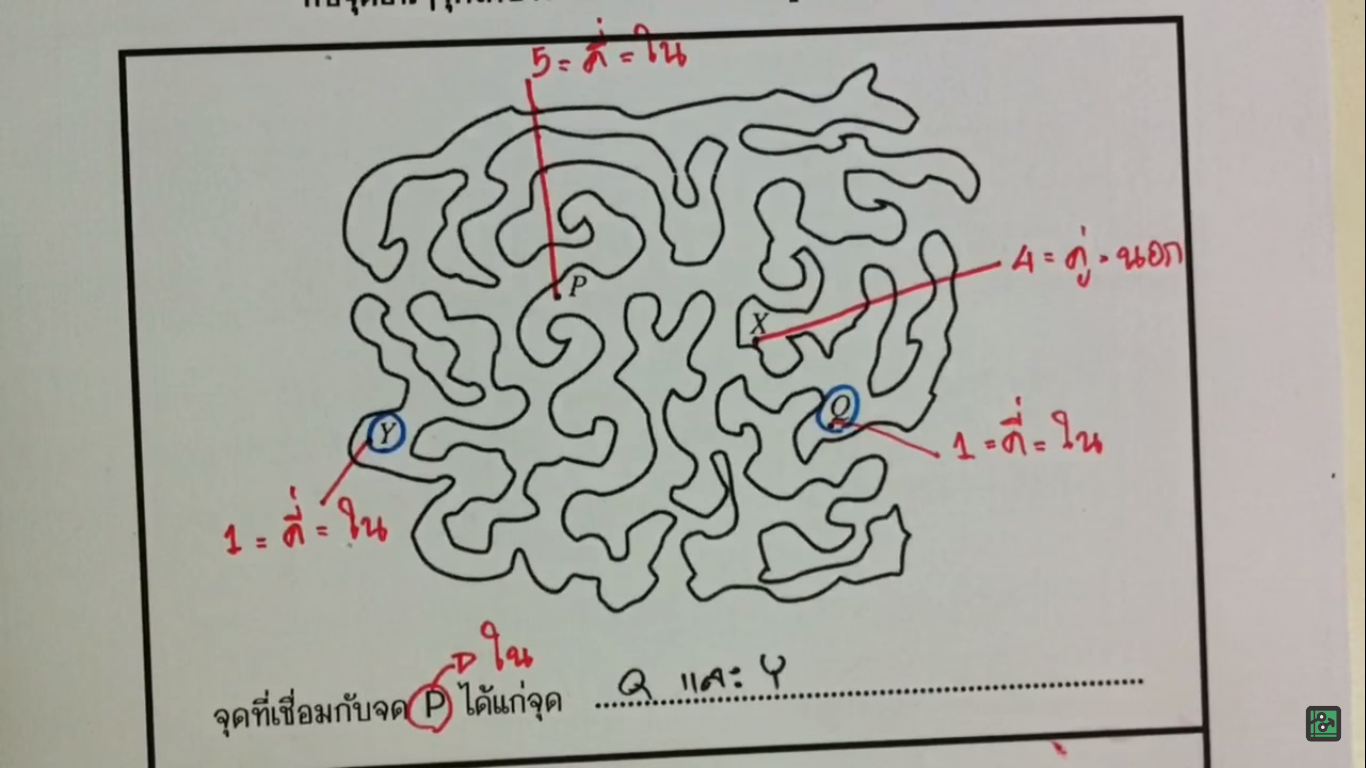 5 = คี่ = ใน
P
X
4 = คู่ = นอก
Y
Q
1 = คี่ = ใน
1 = คี่ = ใน
ใน
จุดที่เชื่อมกับจุด P ได้แก่จุด Q และ Y